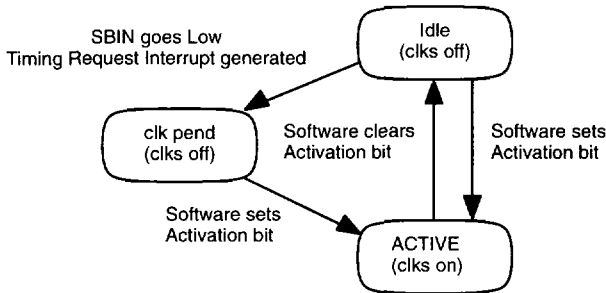 SBIN goes Low
Timing Request Interrupt generated
Idle
(clks off)
clk pend
(clks off)
Software clears
Activation bit
Software sets
Activation bit
Software sets
Activation bit
ACTIVE
(clks on)